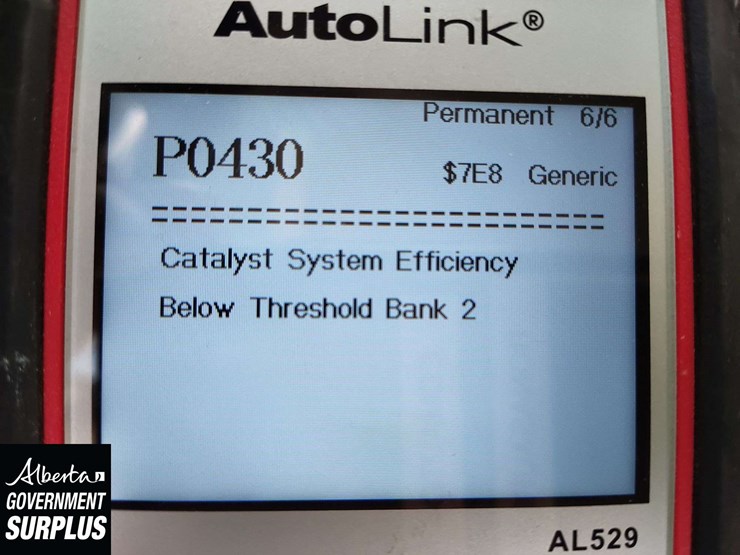 AutoLink®
Permanent 6/6
P0430
$7E8 Generic
============================
Catalyst System Efficiency
Below Threshold Bank 2
Alberta
GOVERNMENT
SURPLUS
AL529